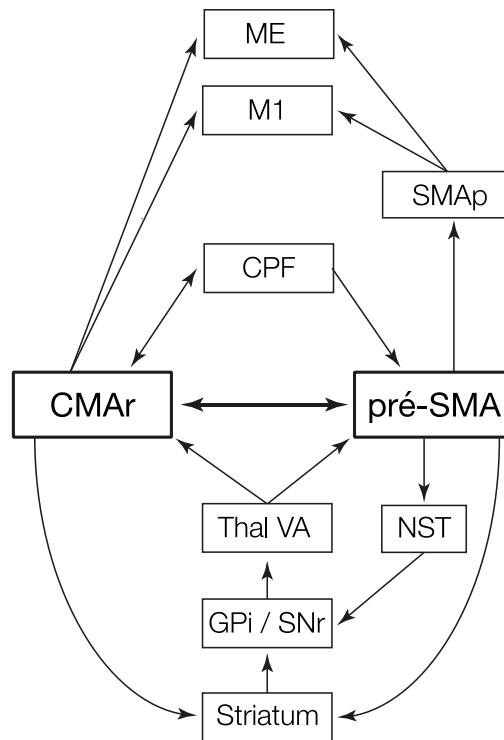 ME
M1
SMAp
CPF
CMAr
pré-SMA
Thal VA
NST
GPi / SNr
Striatum